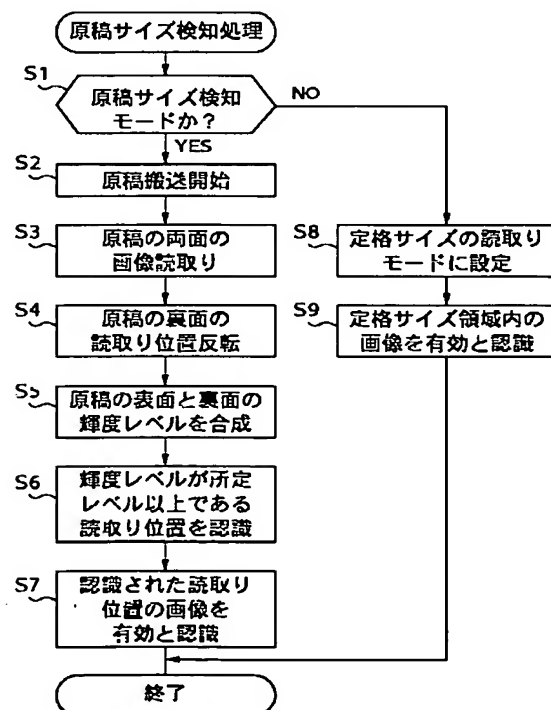 原稿サイズ検知処理
S1
原稿サイズ検知
モードか?
NO
YES
S2
原稿搬送開始
S3
原稿の両面の
画像読取り
S8
定格サイズの読取り
モードに設定
S4
原稿の裏面の
読取り位置反転
S9
定格サイズ領域内の
画像を有効と認識
S5
原稿の表面と裏面の
輝度レベルを合成
S6
輝度レベルが所定
レベル以上である
読取り位置を認識
S7
認識された読取り
位置の画像を
有効と認識
終了